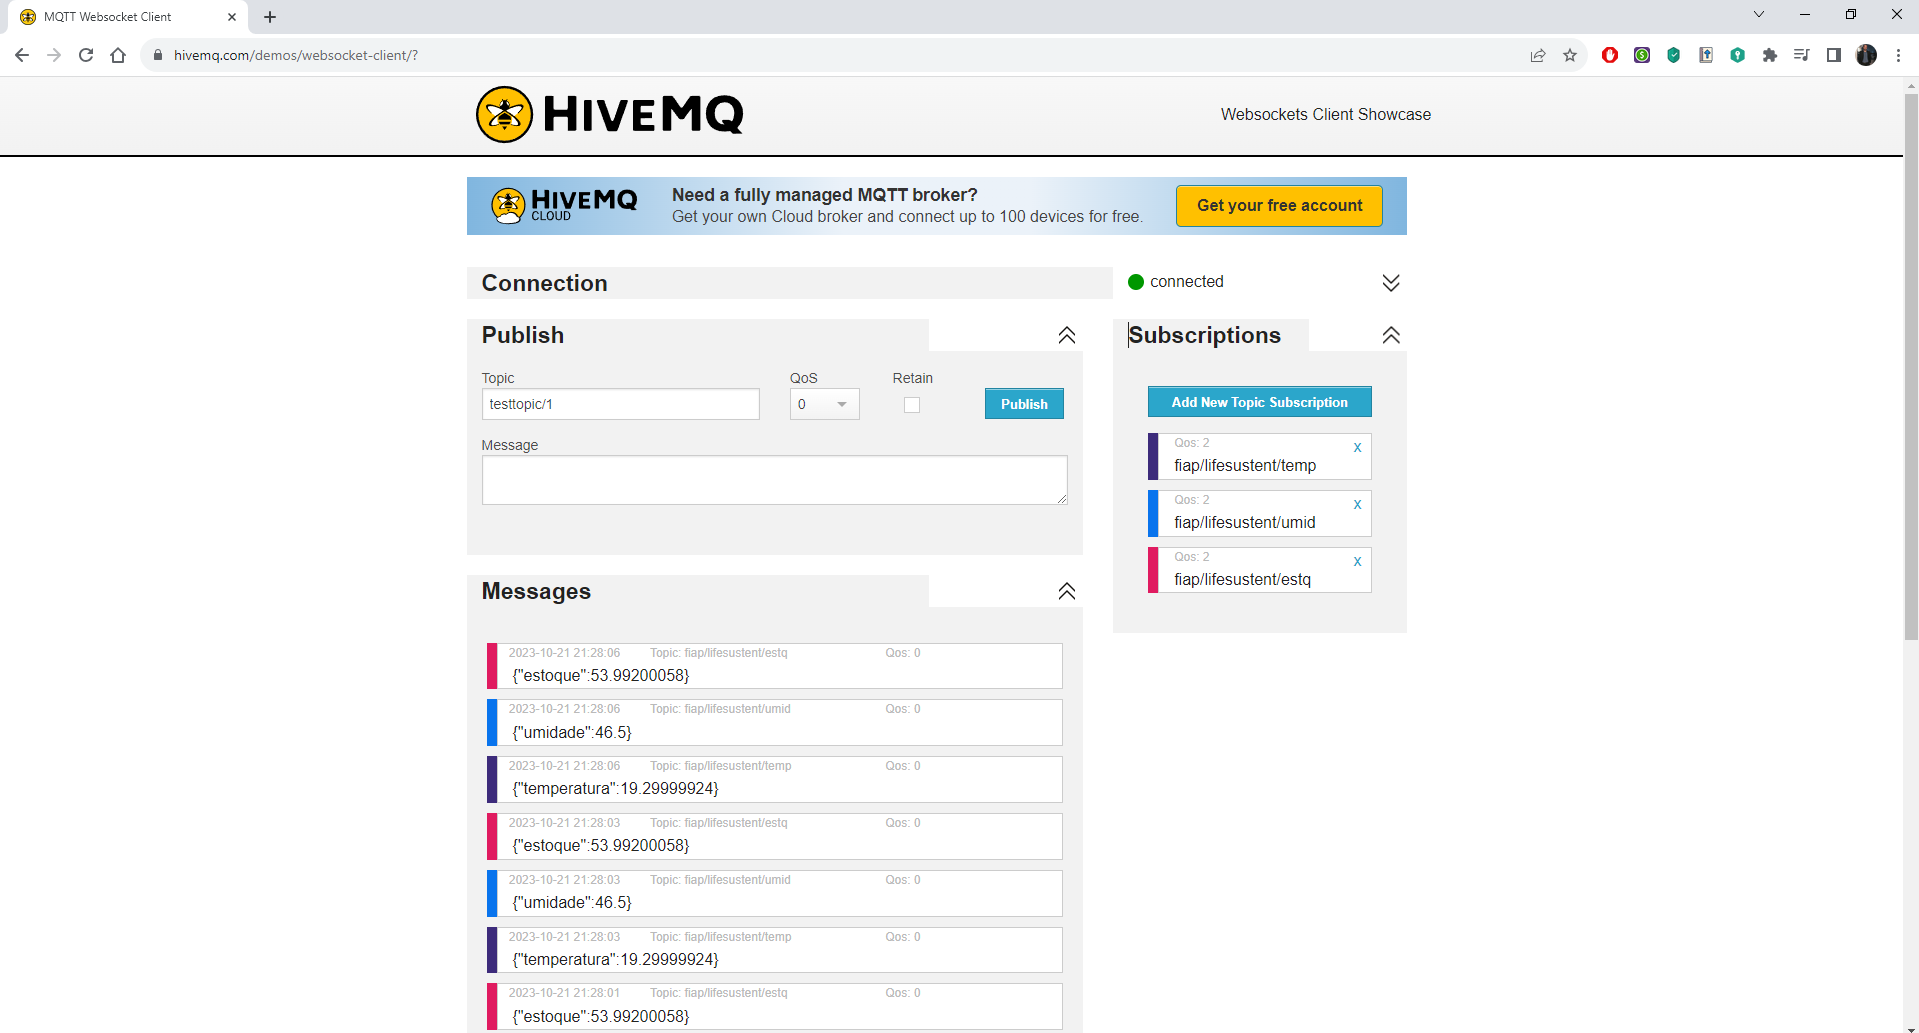 MQTT Websocket Client
hivemq.com/demos/websocket-client/?
HIVEMQ
Websockets Client Showcase
HIVEMQ
CLOUD
Need a fully managed MQTT broker?
Get your own Cloud broker and connect up to 100 devices for free.
Get your free account
Connection
connected
Publish
Topic
QoS
Retain
testtopic/1
0
Publish
Message
Subscriptions
Add New Topic Subscription
Qos: 2
x
fiap/lifesustent/temp
Qos: 2
x
fiap/lifesustent/umid
Qos: 2
x
fiap/lifesustent/estq
Messages
2023-10-21 21:28:06 Topic: fiap/lifesustent/estq Qos: 0
{"estoque":53.99200058}
2023-10-21 21:28:06 Topic: fiap/lifesustent/umid Qos: 0
{"umidade":46.5}
2023-10-21 21:28:06 Topic: fiap/lifesustent/temp Qos: 0
{"temperatura":19.29999924}
2023-10-21 21:28:03 Topic: fiap/lifesustent/estq Qos: 0
{"estoque":53.99200058}
2023-10-21 21:28:03 Topic: fiap/lifesustent/umid Qos: 0
{"umidade":46.5}
2023-10-21 21:28:03 Topic: fiap/lifesustent/temp Qos: 0
{"temperatura":19.29999924}
2023-10-21 21:28:01 Topic: fiap/lifesustent/estq Qos: 0
{"estoque":53.99200058}